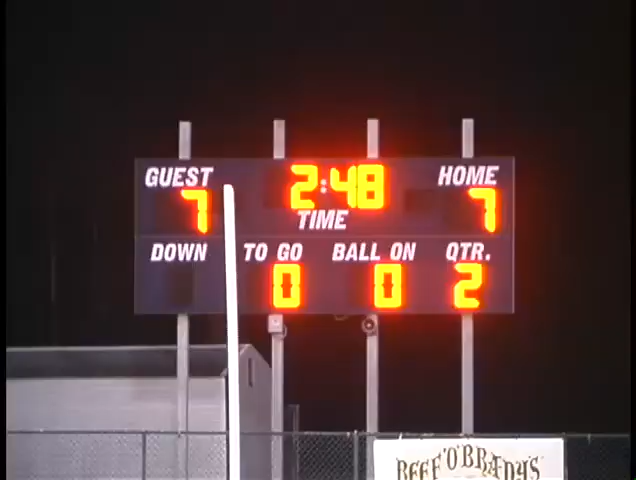 GUEST 2:48 HOME
7 TIME 7
DOWN TO GO BALL ON QTR.
0 0 2
BEEF 'O' BRADY'S